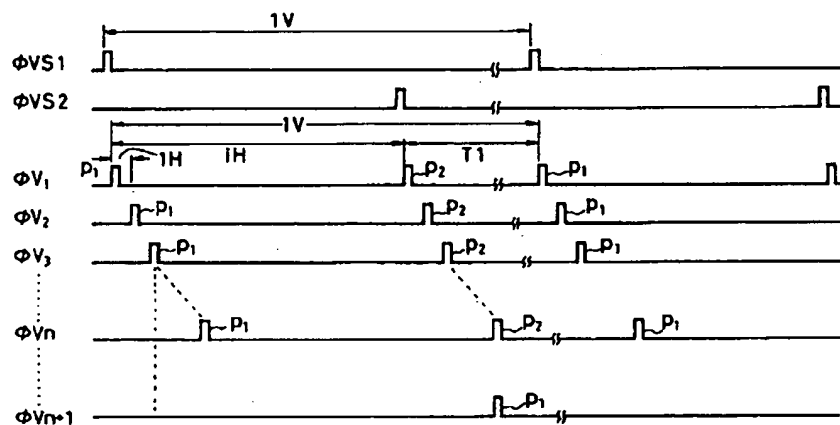 1V
ΦVS1
ΦVS2
1V
P1 1H iH T1
ΦV1 P2 P1
ΦV2 P1 P2 P1
ΦV3 P1 P2 P1
ΦVn P1 P2 P1
ΦVn+1 P1